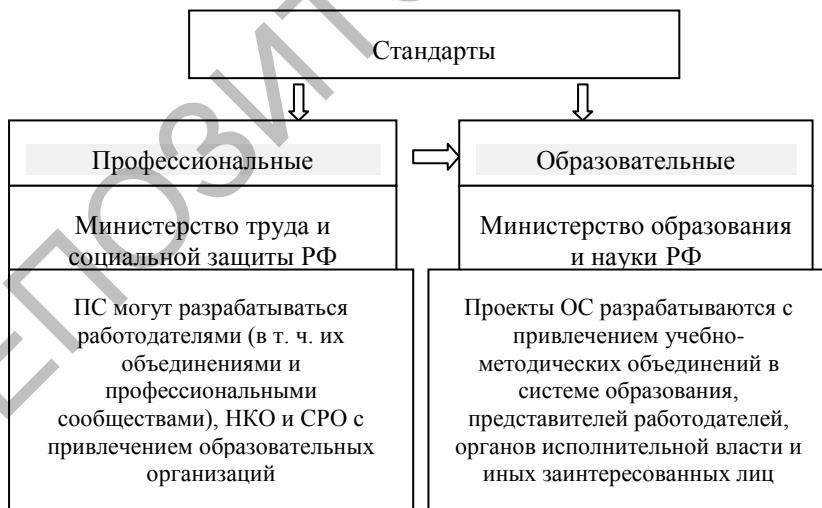 Стандарты
Профессиональные
Министерство труда и
социальной защиты РФ
ПС могут разрабатываться
работодателями (в т. ч. их
объединениями и
профессиональными
сообществами), НКО и СРО с
привлечением образовательных
организаций
Образовательные
Министерство образования
и науки РФ
Проекты ОС разрабатываются с
привлечением учебно-
методических объединений в
системе образования,
представителей работодателей,
органов исполнительной власти и
иных заинтересованных лиц